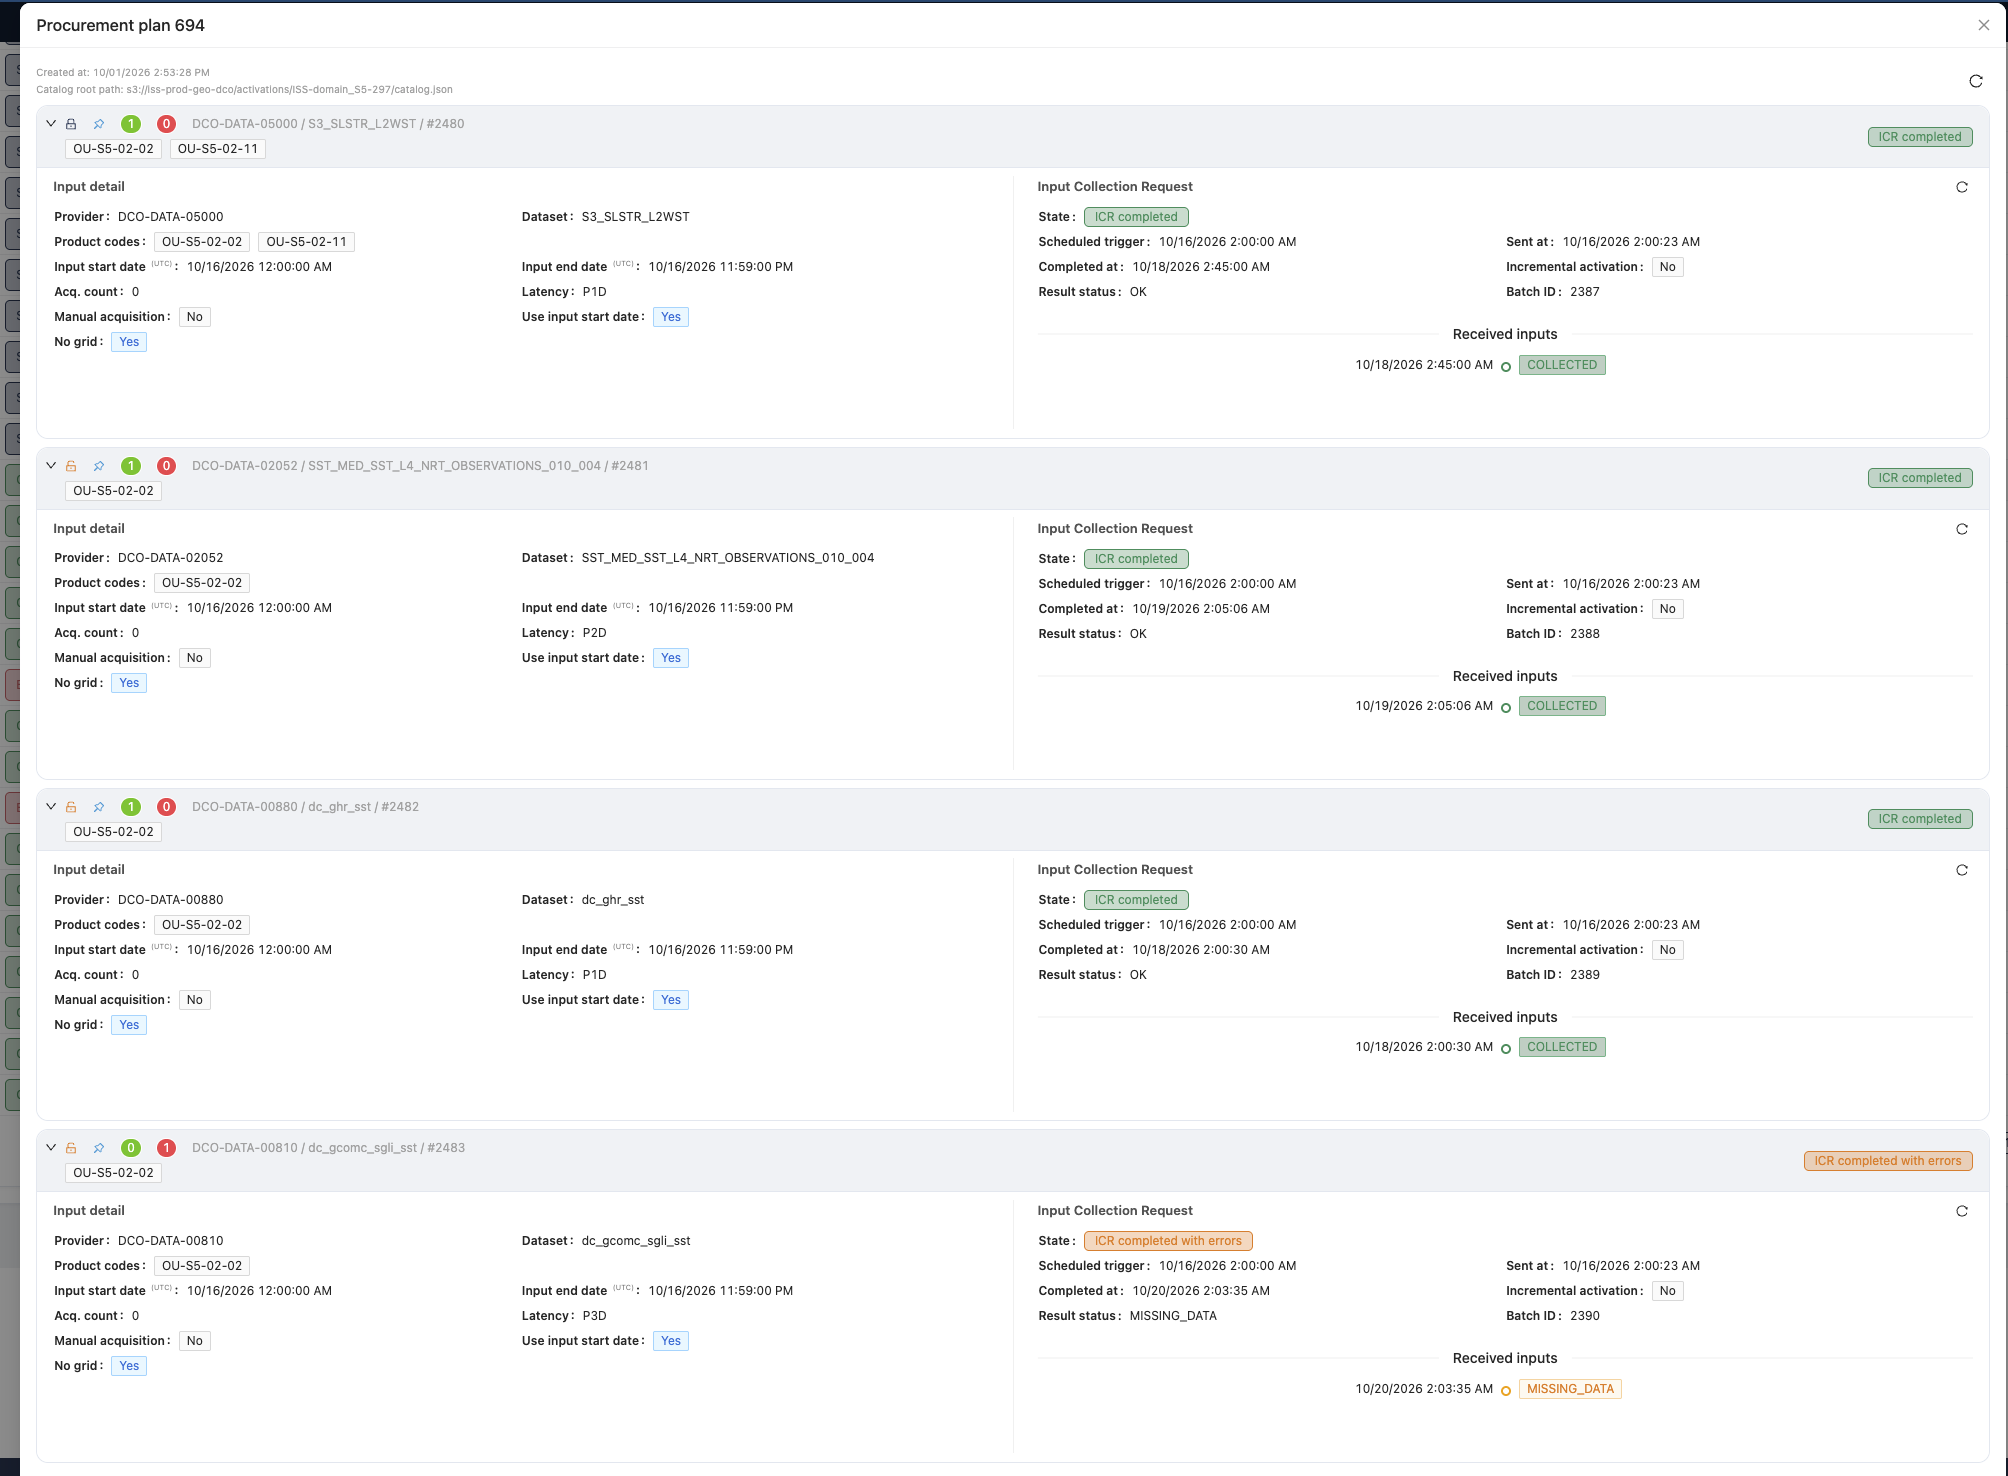 Procurement plan 694
Created at: 10/01/2026 2:53:28 PM
Catalog root path: s3://iss-prod-geo-dco/activations/ISS-domain_S5-297/catalog.json
1 0 DCO-DATA-05000 / S3_SLSTR_L2WST / #2480
OU-S5-02-02 OU-S5-02-11
ICR completed
Input detail
Provider: DCO-DATA-05000 Dataset: S3_SLSTR_L2WST
Product codes: OU-S5-02-02 OU-S5-02-11
Input start date (UTC): 10/16/2026 12:00:00 AM Input end date (UTC): 10/16/2026 11:59:00 PM
Acq. count: 0 Latency: P1D
Manual acquisition: No Use input start date: Yes
No grid: Yes
Input Collection Request
State: ICR completed
Scheduled trigger: 10/16/2026 2:00:00 AM Sent at: 10/16/2026 2:00:23 AM
Completed at: 10/18/2026 2:45:00 AM Incremental activation: No
Result status: OK Batch ID: 2387
Received inputs
10/18/2026 2:45:00 AM COLLECTED
1 0 DCO-DATA-02052 / SST_MED_SST_L4_NRT_OBSERVATIONS_010_004 / #2481
OU-S5-02-02
ICR completed
Input detail
Provider: DCO-DATA-02052 Dataset: SST_MED_SST_L4_NRT_OBSERVATIONS_010_004
Product codes: OU-S5-02-02
Input start date (UTC): 10/16/2026 12:00:00 AM Input end date (UTC): 10/16/2026 11:59:00 PM
Acq. count: 0 Latency: P2D
Manual acquisition: No Use input start date: Yes
No grid: Yes
Input Collection Request
State: ICR completed
Scheduled trigger: 10/16/2026 2:00:00 AM Sent at: 10/16/2026 2:00:23 AM
Completed at: 10/19/2026 2:05:06 AM Incremental activation: No
Result status: OK Batch ID: 2388
Received inputs
10/19/2026 2:05:06 AM COLLECTED
1 0 DCO-DATA-00880 / dc_ghr_sst / #2482
OU-S5-02-02
ICR completed
Input detail
Provider: DCO-DATA-00880 Dataset: dc_ghr_sst
Product codes: OU-S5-02-02
Input start date (UTC): 10/16/2026 12:00:00 AM Input end date (UTC): 10/16/2026 11:59:00 PM
Acq. count: 0 Latency: P1D
Manual acquisition: No Use input start date: Yes
No grid: Yes
Input Collection Request
State: ICR completed
Scheduled trigger: 10/16/2026 2:00:00 AM Sent at: 10/16/2026 2:00:23 AM
Completed at: 10/18/2026 2:00:30 AM Incremental activation: No
Result status: OK Batch ID: 2389
Received inputs
10/18/2026 2:00:30 AM COLLECTED
0 1 DCO-DATA-00810 / dc_gcomc_sgli_sst / #2483
OU-S5-02-02
ICR completed with errors
Input detail
Provider: DCO-DATA-00810 Dataset: dc_gcomc_sgli_sst
Product codes: OU-S5-02-02
Input start date (UTC): 10/16/2026 12:00:00 AM Input end date (UTC): 10/16/2026 11:59:00 PM
Acq. count: 0 Latency: P3D
Manual acquisition: No Use input start date: Yes
No grid: Yes
Input Collection Request
State: ICR completed with errors
Scheduled trigger: 10/16/2026 2:00:00 AM Sent at: 10/16/2026 2:00:23 AM
Completed at: 10/20/2026 2:03:35 AM Incremental activation: No
Result status: MISSING_DATA Batch ID: 2390
Received inputs
10/20/2026 2:03:35 AM MISSING_DATA